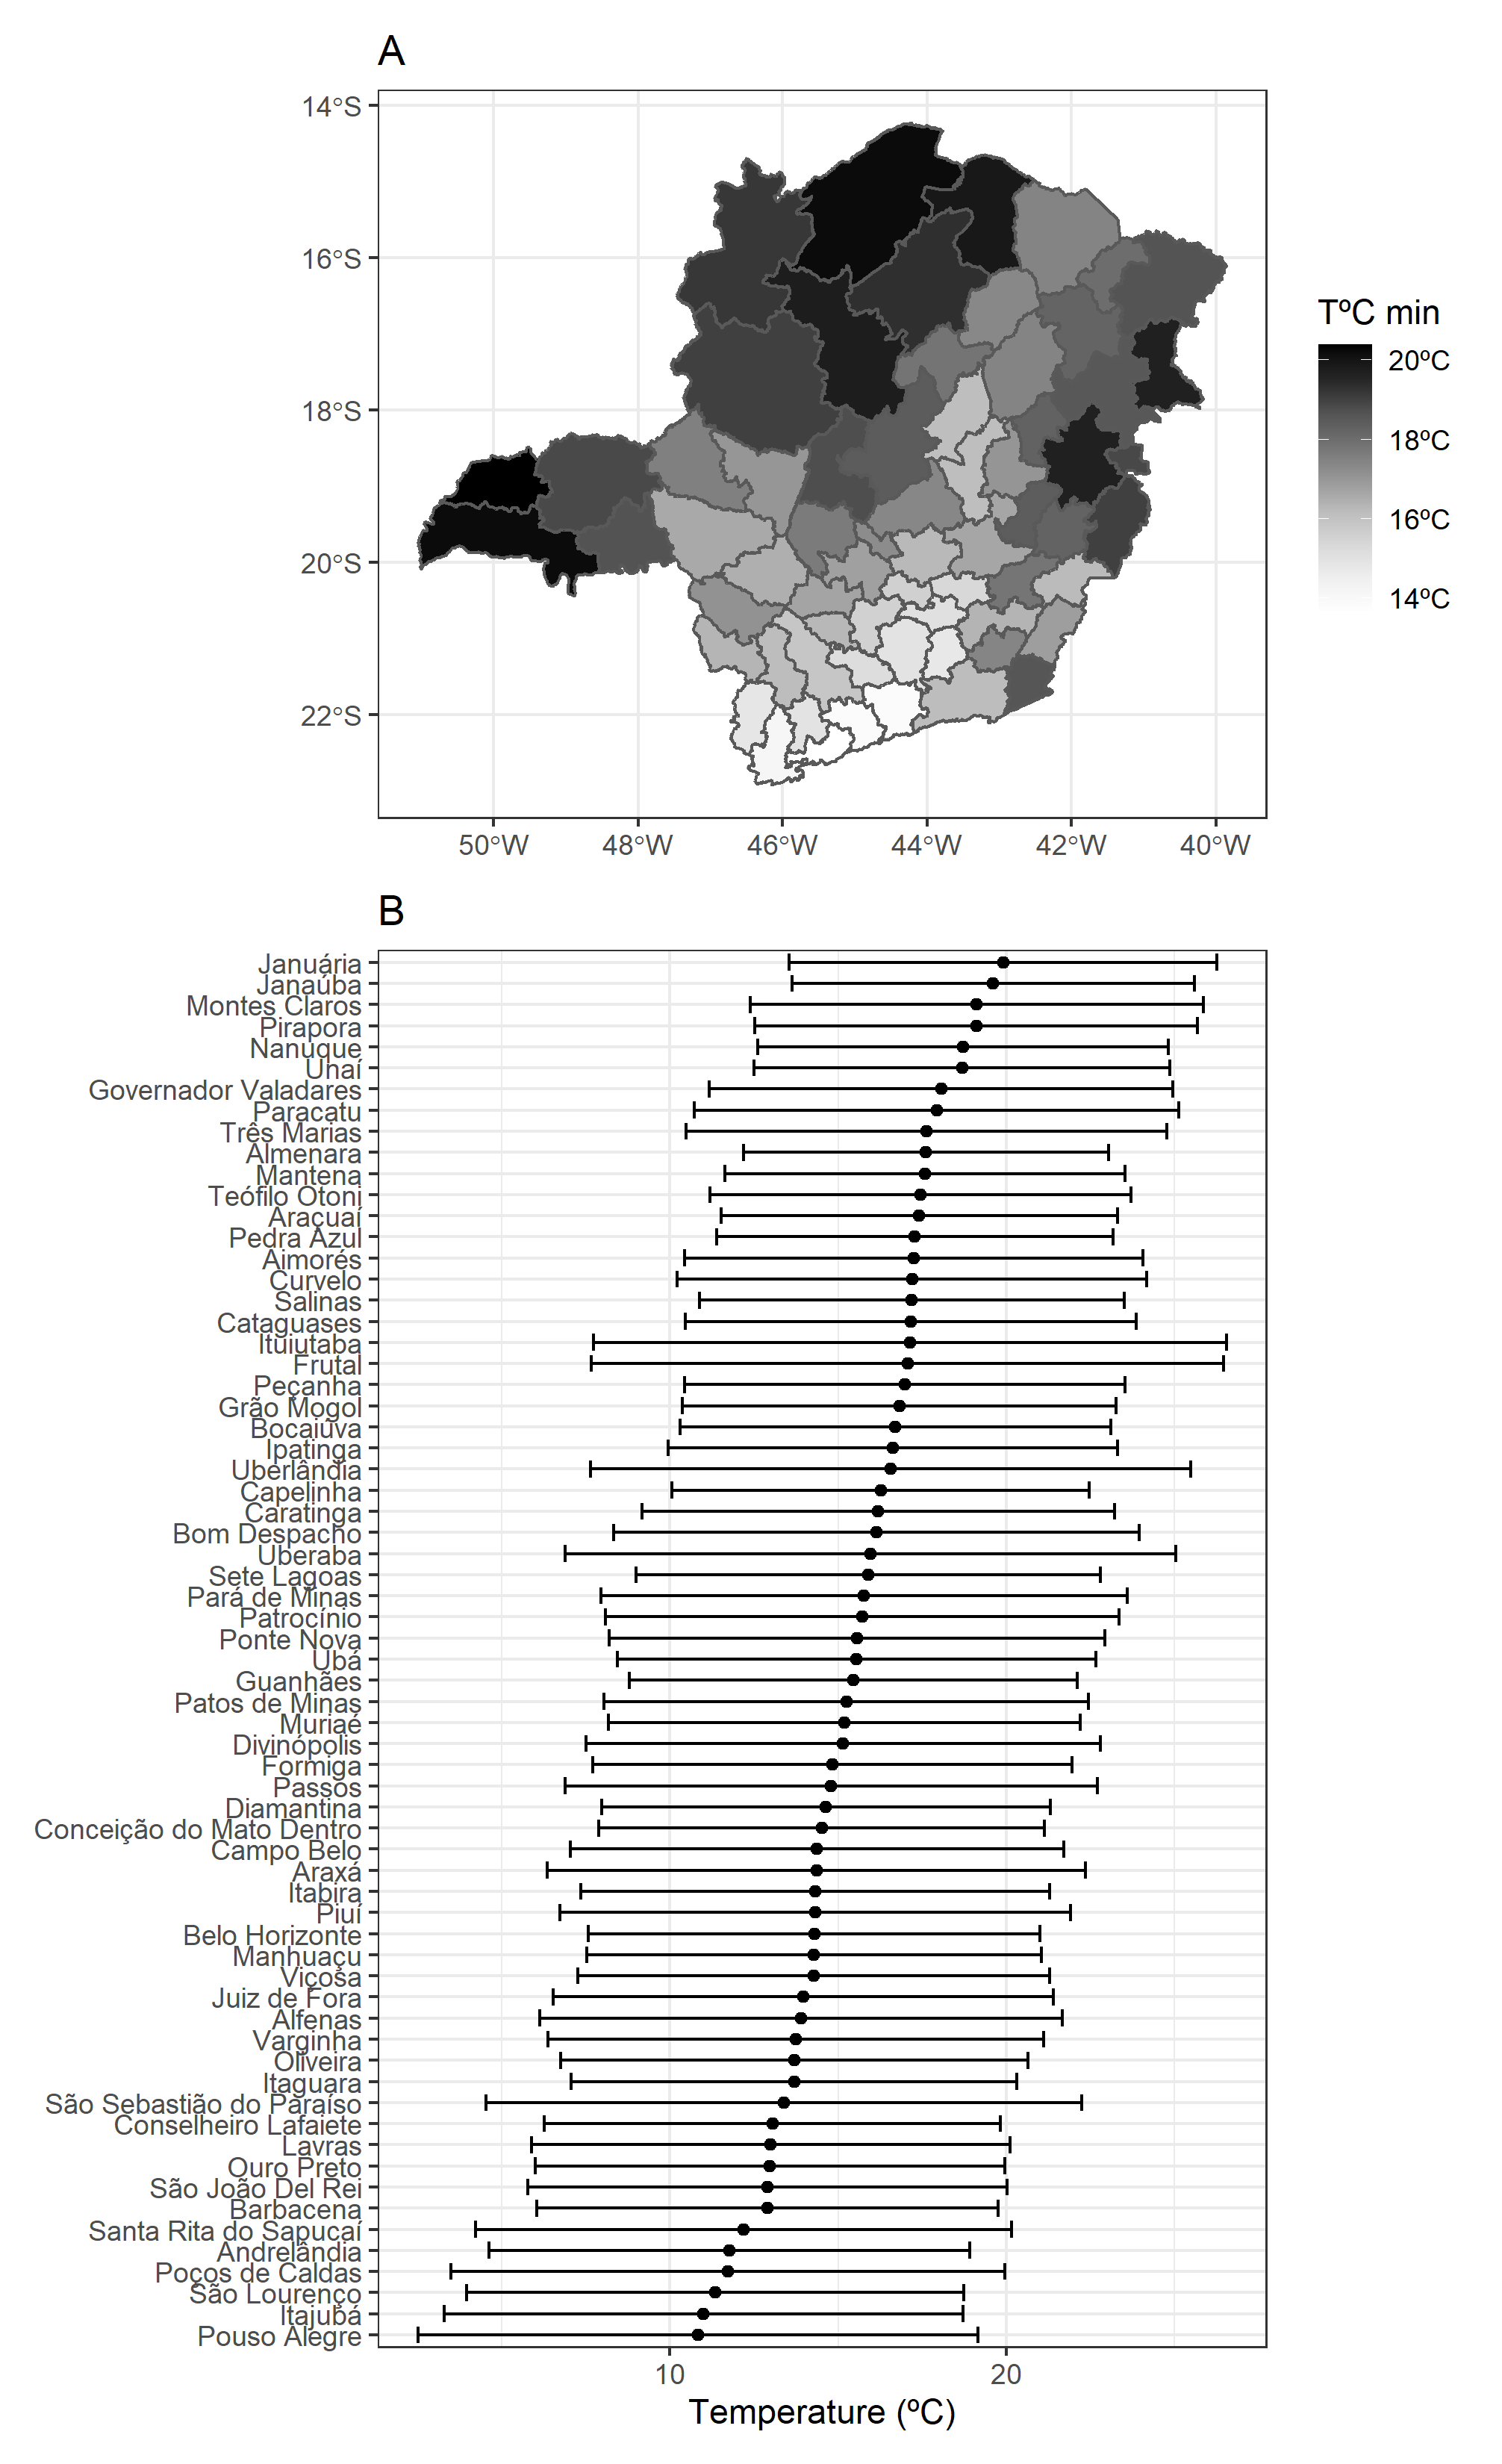 A
14°S
16°S
18°S
20°S
22°S
50°W 48°W 46°W 44°W 42°W 40°W
TºC min
20ºC
18ºC
16ºC
14ºC
B
Januária
Janaúba
Montes Claros
Pirapora
Nanuque
Unaí
Governador Valadares
Paracatu
Três Marias
Almenara
Mantena
Teófilo Otoni
Araçuaí
Pedra Azul
Aimorés
Curvelo
Salinas
Cataguases
Ituiutaba
Frutal
Peçanha
Grão Mogol
Bocaiúva
Ipatinga
Uberlândia
Capelinha
Caratinga
Bom Despacho
Uberaba
Sete Lagoas
Pará de Minas
Patrocínio
Ponte Nova
Ubá
Guanhães
Patos de Minas
Muriaé
Divinópolis
Formiga
Passos
Diamantina
Conceição do Mato Dentro
Campo Belo
Araxá
Itabira
Piuí
Belo Horizonte
Manhuaçu
Viçosa
Juiz de Fora
Alfenas
Varginha
Oliveira
Itaguara
São Sebastião do Paraíso
Conselheiro Lafaiete
Lavras
Ouro Preto
São João Del Rei
Barbacena
Santa Rita do Sapucaí
Andrelândia
Poços de Caldas
São Lourenço
Itajubá
Pouso Alegre
10 20
Temperature (ºC)